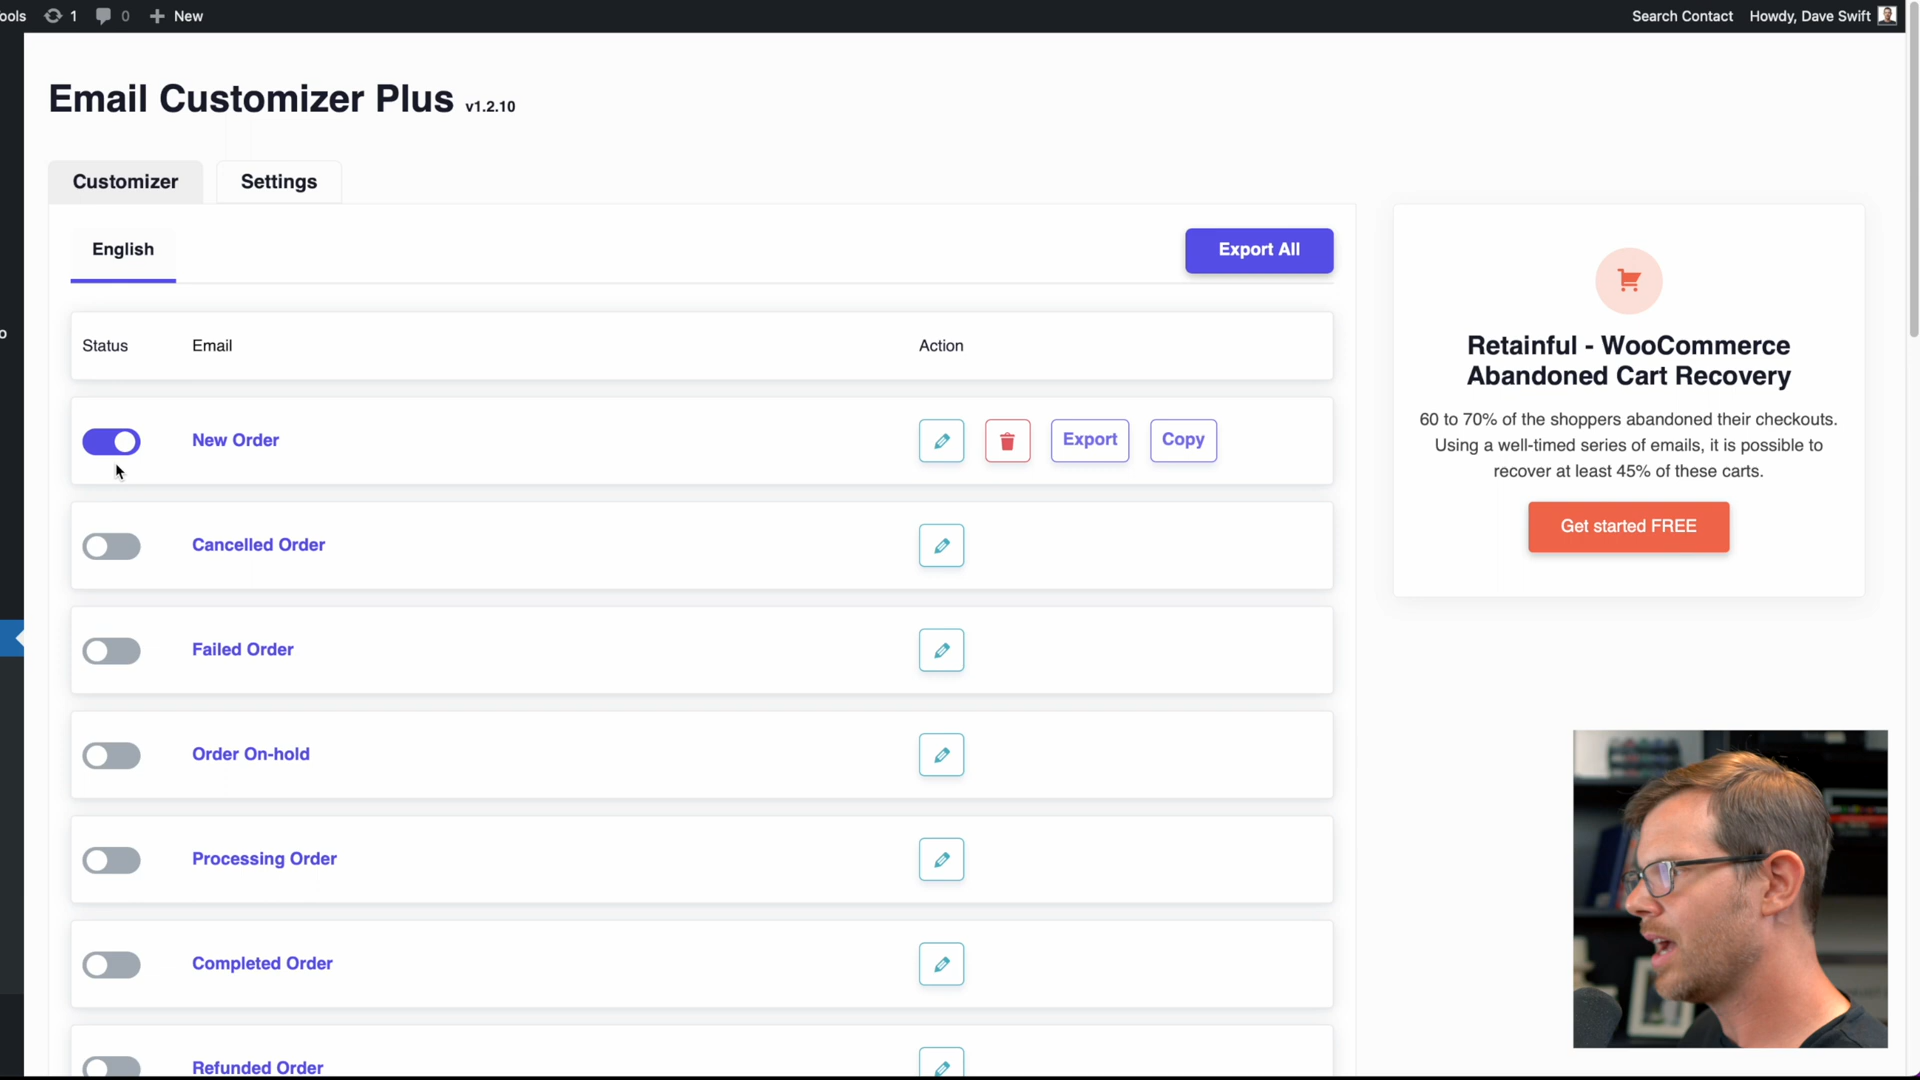 ools 1 0 New Search Contact Howdy, Dave Swift
Email Customizer Plus v1.2.10
Customizer Settings
English Export All
Status Email Action
New Order Export Copy
Cancelled Order
Failed Order
Order On-hold
Processing Order
Completed Order
Refunded Order
o
Retainful - WooCommerce
Abandoned Cart Recovery
60 to 70% of the shoppers abandoned their checkouts.
Using a well-timed series of emails, it is possible to
recover at least 45% of these carts.
Get started FREE